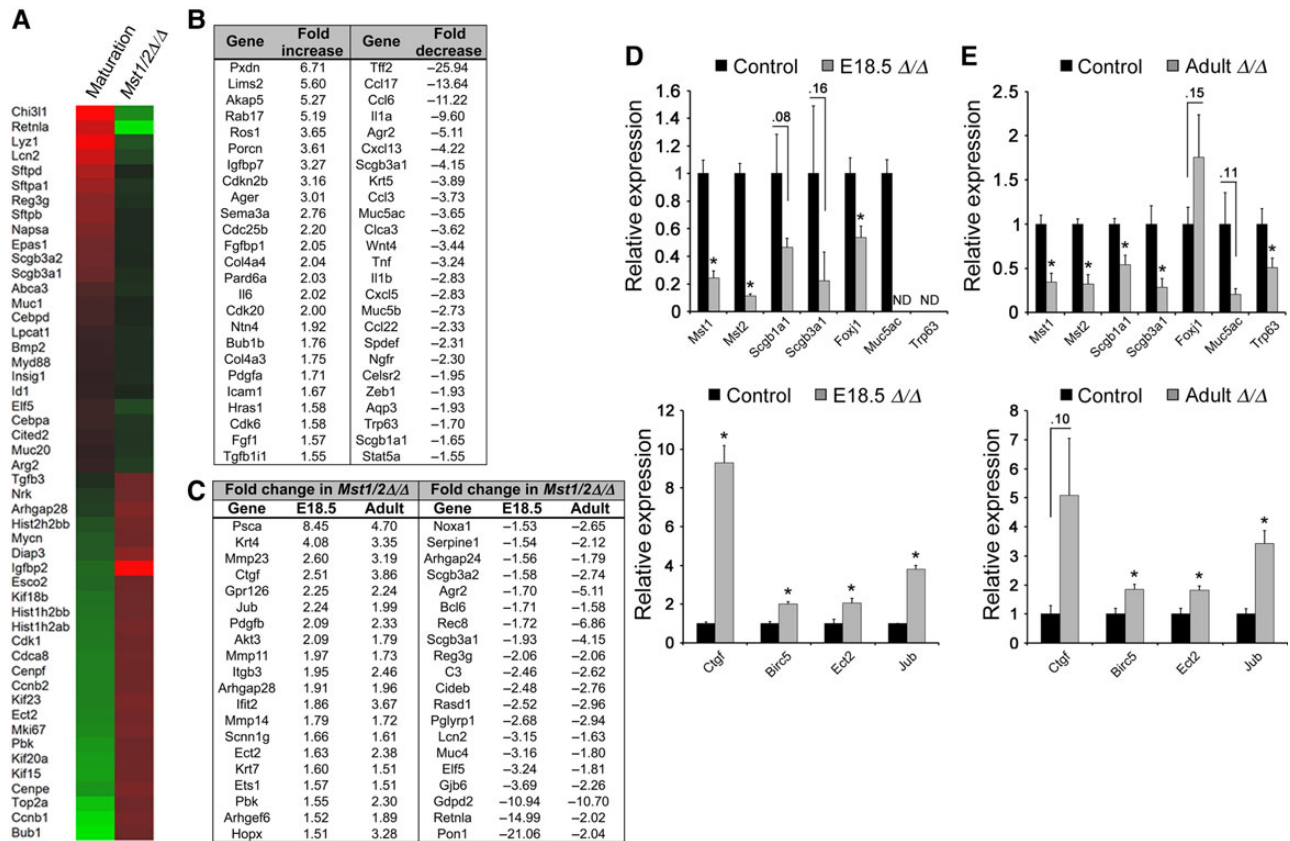 A
Maturation
Mst1/2Δ/Δ
Chi3l1
Retnla
Lyz1
Lcn2
Sftpd
Sftpa1
Reg3g
Sftpb
Napsa
Epas1
Scgb3a2
Scgb3a1
Abca3
Muc1
Cebpd
Lpcat1
Bmp2
Myd88
Insig1
Id1
Elf5
Cebpa
Cited2
Muc20
Arg2
Tgfb3
Nrk
Arhgap28
Hist2h2bb
Mycn
Diap3
Igfbp2
Esco2
Kif18b
Hist1h2bb
Hist1h2ab
Cdk1
Cdca8
Cenpf
Ccnb2
Kif23
Ect2
Mki67
Pbk
Kif20a
Kif15
Cenpe
Top2a
Ccnb1
Bub1
B
Gene Fold increase Gene Fold decrease
Pxdn 6.71 Tff2 –25.94
Lims2 5.60 Ccl17 –13.64
Akap5 5.27 Ccl6 –11.22
Rab17 5.19 Il1a –9.60
Ros1 3.65 Agr2 –5.11
Porcn 3.61 Cxcl13 –4.22
Igfbp7 3.27 Scgb3a1 –4.15
Cdkn2b 3.16 Krt5 –3.89
Ager 3.01 Ccl3 –3.73
Sema3a 2.76 Muc5ac –3.65
Cdc25b 2.20 Clca3 –3.62
Fgfbp1 2.05 Wnt4 –3.44
Col4a4 2.04 Tnf –3.24
Pard6a 2.03 Il1b –2.83
Il6 2.02 Cxcl5 –2.83
Cdk20 2.00 Muc5b –2.73
Ntn4 1.92 Ccl22 –2.33
Bub1b 1.76 Spdef –2.31
Col4a3 1.75 Ngfr –2.30
Pdgfa 1.71 Celsr2 –1.95
Icam1 1.67 Zeb1 –1.93
Hras1 1.58 Aqp3 –1.93
Cdk6 1.58 Trp63 –1.70
Fgf1 1.57 Scgb1a1 –1.65
Tgfb1i1 1.55 Stat5a –1.55
C
Fold change in Mst1/2Δ/Δ Fold change in Mst1/2Δ/Δ
Gene E18.5 Adult Gene E18.5 Adult
Psca 8.45 4.70 Noxa1 –1.53 –2.65
Krt4 4.08 3.35 Serpine1 –1.54 –2.12
Mmp23 2.60 3.19 Arhgap24 –1.56 –1.79
Ctgf 2.51 3.86 Scgb3a2 –1.58 –2.74
Gpr126 2.25 2.24 Agr2 –1.70 –5.11
Jub 2.24 1.99 Bcl6 –1.71 –1.58
Pdgfb 2.09 2.33 Rec8 –1.72 –6.86
Akt3 2.09 1.79 Scgb3a1 –1.93 –4.15
Mmp11 1.97 1.73 Reg3g –2.06 –2.06
Itgb3 1.95 2.46 C3 –2.46 –2.62
Arhgap28 1.91 1.96 Cideb –2.48 –2.76
Ifit2 1.86 3.67 Rasd1 –2.52 –2.96
Mmp14 1.79 1.72 Pglyrp1 –2.68 –2.94
Scnn1g 1.66 1.61 Lcn2 –3.15 –1.63
Ect2 1.63 2.38 Muc4 –3.16 –1.80
Krt7 1.60 1.51 Elf5 –3.24 –1.81
Ets1 1.57 1.51 Gjb6 –3.69 –2.26
Pbk 1.55 2.30 Gdpd2 –10.94 –10.70
Arhgef6 1.52 1.89 Retnla –14.99 –2.02
Hopx 1.51 3.28 Pon1 –21.06 –2.04
D
Control E18.5 Δ/Δ
Relative expression
1.6
1.4
1.2
1
0.8
0.6
0.4
0.2
0
* * .08 .16 * ND ND
Mst1 Mst2 Scgb1a1 Scgb3a1 Foxj1 Muc5ac Trp63
Control E18.5 Δ/Δ
Relative expression
12
10
8
6
4
2
0
* * * *
Ctgf Birc5 Ect2 Jub
E
Control Adult Δ/Δ
Relative expression
2.5
2.0
1.5
1
0.5
0
* * * * .15 .11 *
Mst1 Mst2 Scgb1a1 Scgb3a1 Foxj1 Muc5ac Trp63
Control Adult Δ/Δ
Relative expression
8
7
6
5
4
3
2
1
0
.10 * * *
Ctgf Birc5 Ect2 Jub